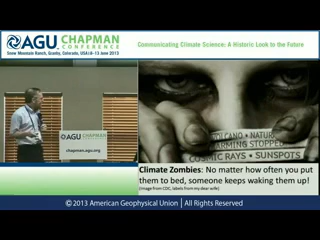 AGU CHAPMAN
CONFERENCE
Snow Mountain Ranch, Granby, Colorado, USA | 8–13 June 2013
Communicating Climate Science: A Historic Look to the Future
AGU CHAPMAN
CONFERENCE
chapman.agu.org
VOLCANO • NATUR
WARMING STOPPED
COSMIC RAYS • SUNSPOTS
Climate Zombies: No matter how often you put
them to bed, someone keeps waking them up!
(Image from CDC, labels from my dear wife)
©2013 American Geophysical Union | All Rights Reserved